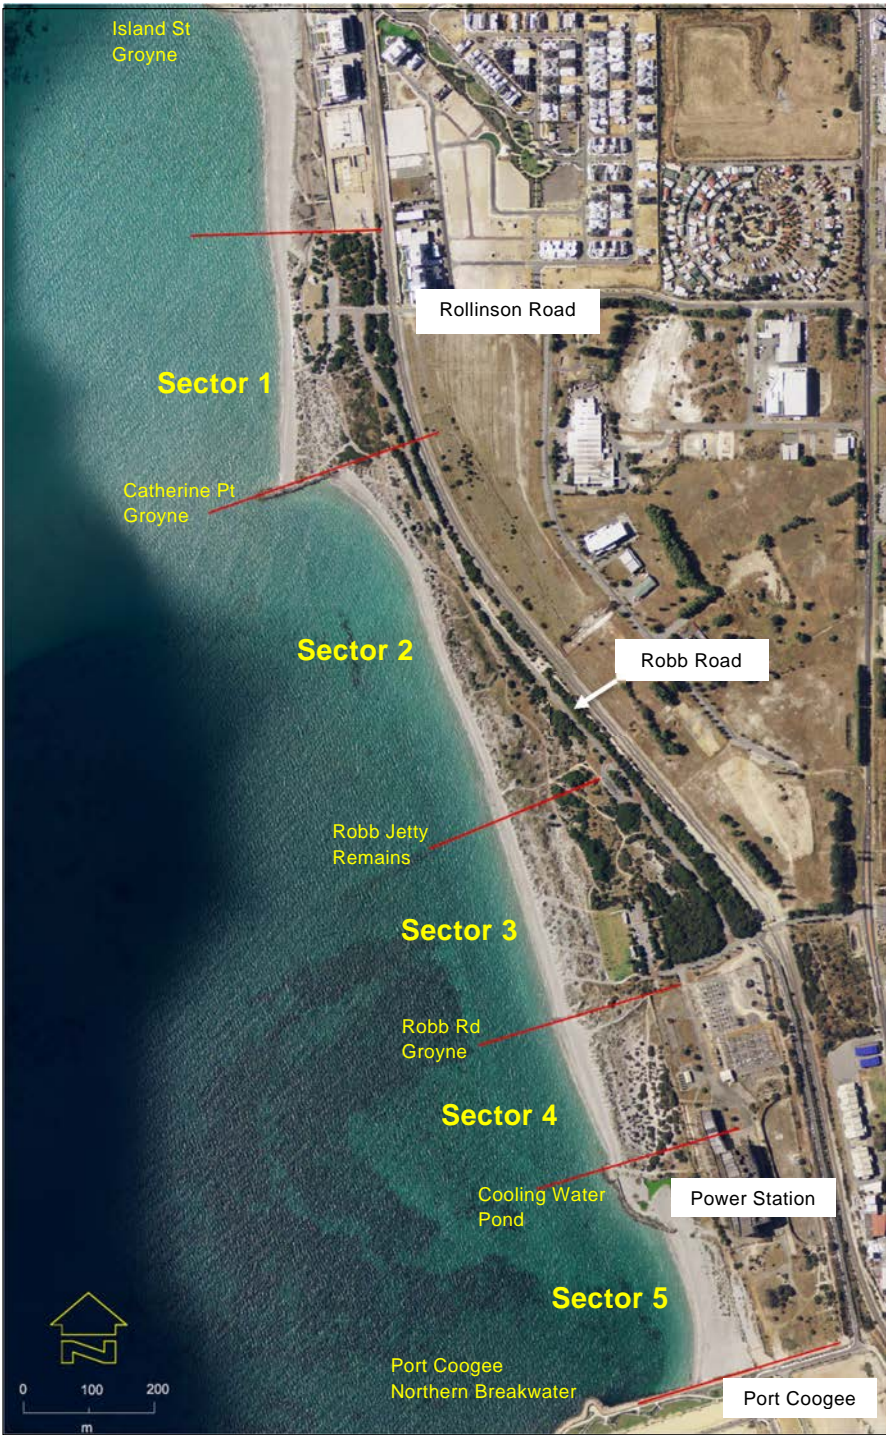 Island St
Groyne
Rollinson Road
Sector 1
Catherine Pt
Groyne
Sector 2
Robb Road
Robb Jetty
Remains
Sector 3
Robb Rd
Groyne
Sector 4
Cooling Water
Pond
Power Station
Sector 5
Port Coogee
Northern Breakwater
Port Coogee
N
0 100 200
m